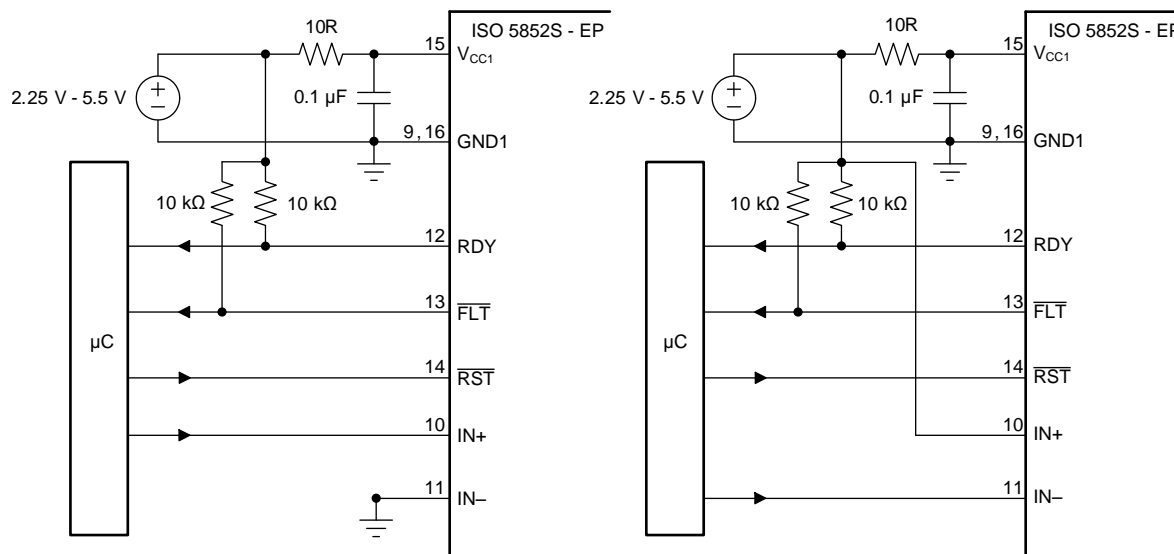 ISO 5852S - EP
10R
15
VCC1
2.25 V - 5.5 V
0.1 µF
9, 16
GND1
10 kΩ
10 kΩ
12
RDY
13
FLT
µC
14
RST
10
IN+
11
IN–
ISO 5852S - EP
10R
15
VCC1
2.25 V - 5.5 V
0.1 µF
9, 16
GND1
10 kΩ
10 kΩ
12
RDY
13
FLT
µC
14
RST
10
IN+
11
IN–